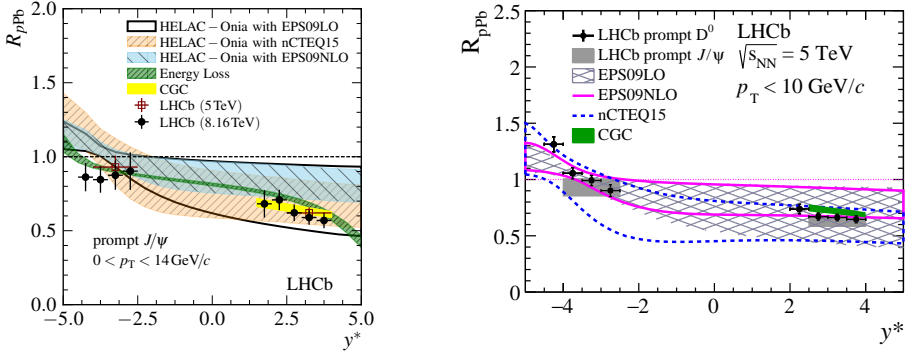 R_pPb
2.0
1.5
1.0
0.5
0.0
HELAC − Onia with EPS09LO
HELAC − Onia with nCTEQ15
HELAC − Onia with EPS09NLO
Energy Loss
CGC
LHCb (5TeV)
LHCb (8.16TeV)
prompt J/ψ
0 < p_T < 14 GeV/c
LHCb
−5.0 −2.5 0.0 2.5 5.0
y*
R_pPb
2.5
2
1.5
1
0.5
0
LHCb prompt D⁰
LHCb prompt J/ψ
EPS09LO
EPS09NLO
nCTEQ15
CGC
LHCb
√s_NN = 5 TeV
p_T < 10 GeV/c
−4 −2 0 2 4
y*